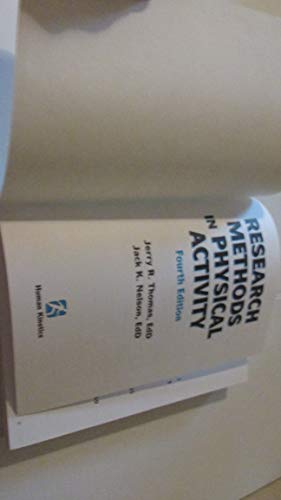 RESEARCH
METHODS
IN PHYSICAL
ACTIVITY
Fourth Edition
Jerry R. Thomas, EdD
Jack K. Nelson, EdD
Human Kinetics